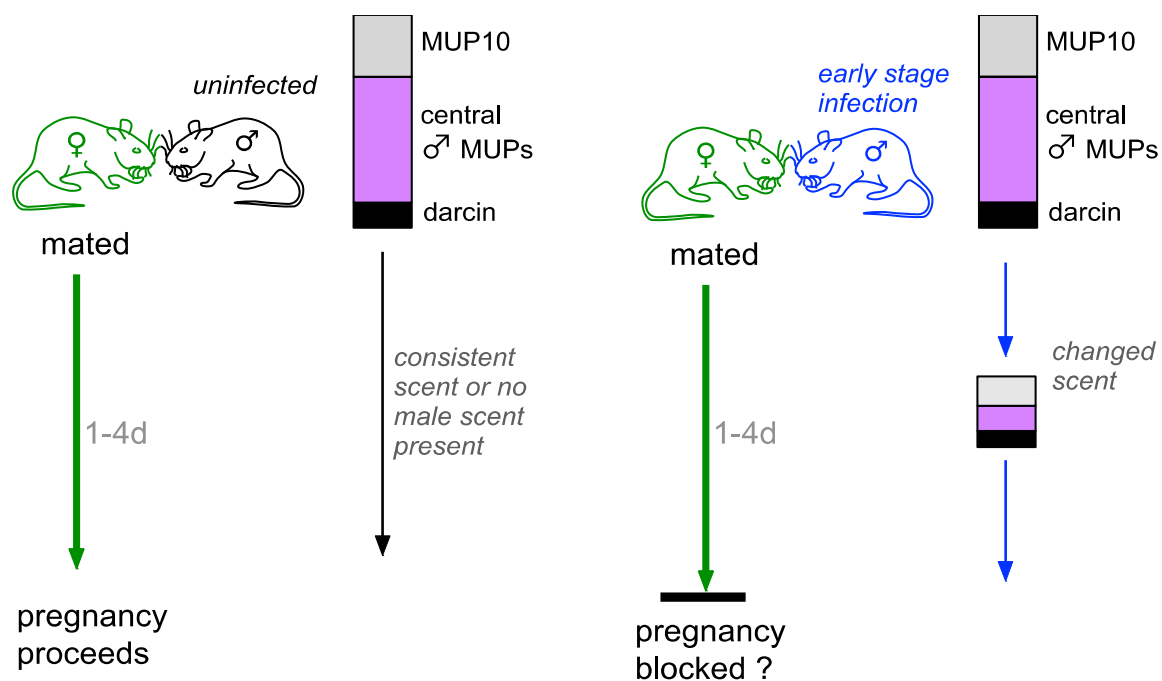 uninfected
♀
♂
mated
1-4d
pregnancy
proceeds
MUP10
central
♂ MUPs
darcin
consistent
scent or no
male scent
present
early stage
infection
♀
♂
mated
1-4d
pregnancy
blocked ?
MUP10
central
♂ MUPs
darcin
changed
scent